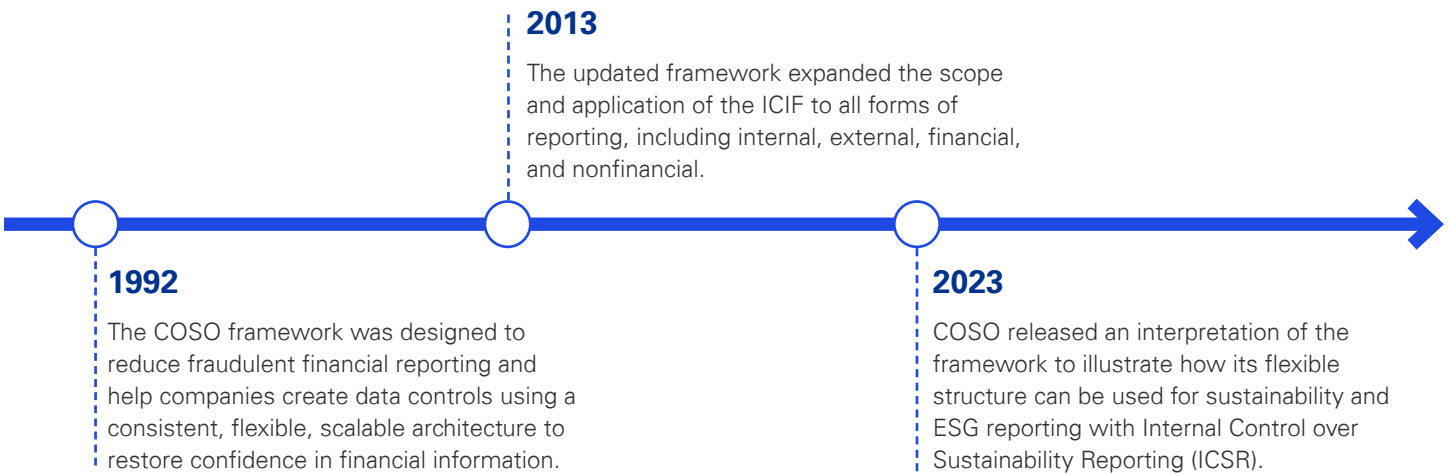 2013
The updated framework expanded the scope
and application of the ICIF to all forms of
reporting, including internal, external, financial,
and nonfinancial.
1992
The COSO framework was designed to
reduce fraudulent financial reporting and
help companies create data controls using a
consistent, flexible, scalable architecture to
restore confidence in financial information.
2023
COSO released an interpretation of the
framework to illustrate how its flexible
structure can be used for sustainability and
ESG reporting with Internal Control over
Sustainability Reporting (ICSR).